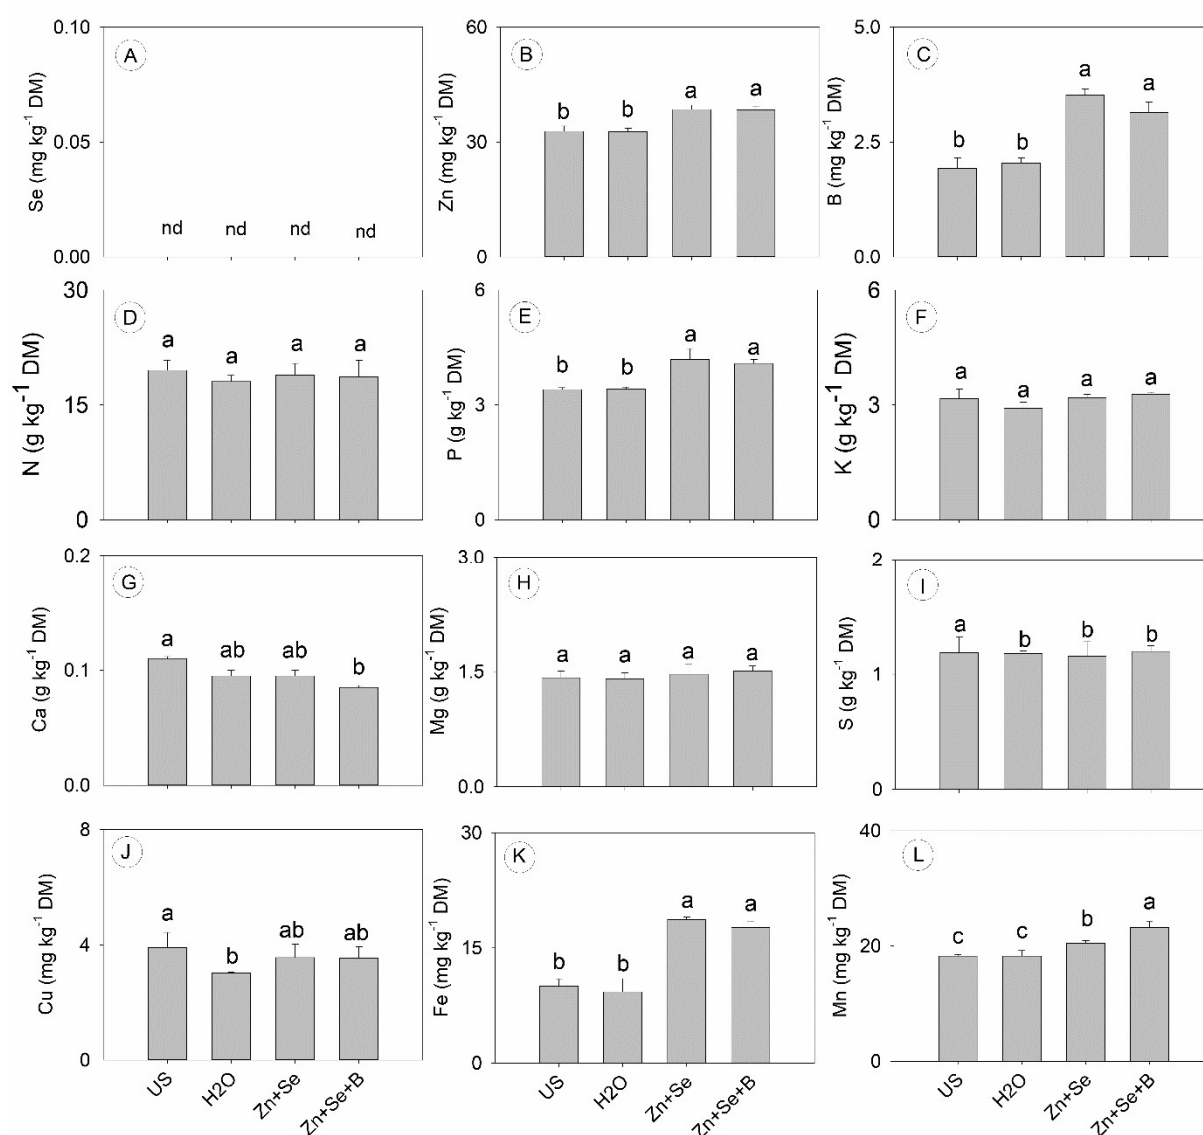 A
Se (mg kg⁻¹ DM)
0.10
0.05
0.00
nd nd nd nd
B
Zn (mg kg⁻¹ DM)
60
30
0
b b a a
C
B (mg kg⁻¹ DM)
5.0
2.5
0.0
b b a a
D
N (g kg⁻¹ DM)
30
15
0
a a a a
E
P (g kg⁻¹ DM)
6
3
0
b b a a
F
K (g kg⁻¹ DM)
6
3
0
a a a a
G
Ca (g kg⁻¹ DM)
0.2
0.1
0.0
a ab ab b
H
Mg (g kg⁻¹ DM)
3.0
1.5
0.0
a a a a
I
S (g kg⁻¹ DM)
2
1
0
a b b b
J
Cu (mg kg⁻¹ DM)
8
4
0
a b ab ab
US H2O Zn+Se Zn+Se+B
K
Fe (mg kg⁻¹ DM)
30
15
0
b b a a
US H2O Zn+Se Zn+Se+B
L
Mn (mg kg⁻¹ DM)
40
20
0
c c b a
US H2O Zn+Se Zn+Se+B